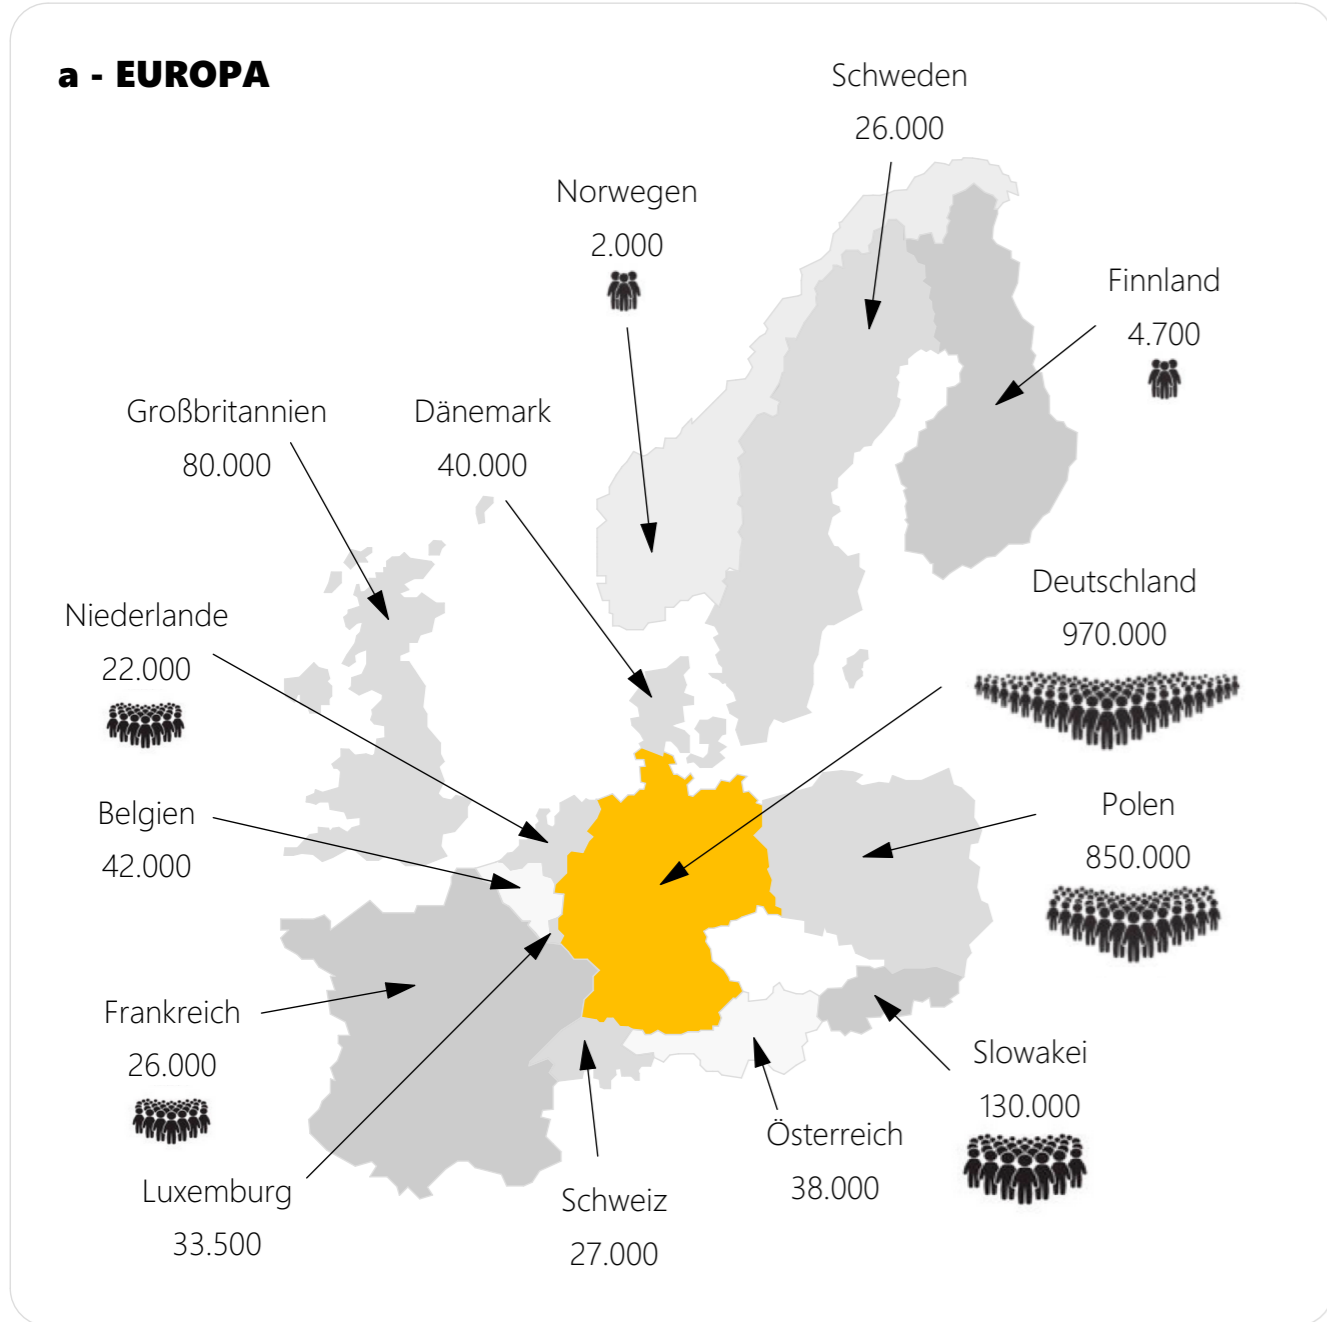 a - EUROPA
Schweden
26.000
Norwegen
2.000
Finnland
4.700
Großbritannien
80.000
Dänemark
40.000
Deutschland
970.000
Niederlande
22.000
Polen
850.000
Belgien
42.000
Frankreich
26.000
Slowakei
130.000
Österreich
38.000
Luxemburg
33.500
Schweiz
27.000